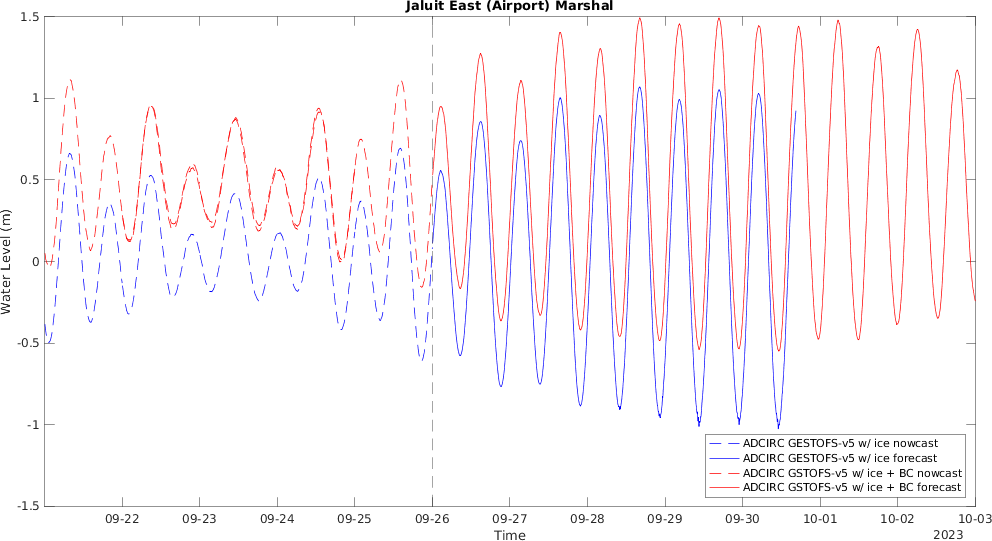 Jaluit East (Airport) Marshal
1.5
1
0.5
0
-0.5
-1
-1.5
Water Level (m)
ADCIRC GESTOFS-v5 w/ ice nowcast
ADCIRC GESTOFS-v5 w/ ice forecast
ADCIRC GSTOFS-v5 w/ ice + BC nowcast
ADCIRC GSTOFS-v5 w/ ice + BC forecast
09-22 09-23 09-24 09-25 09-26 09-27 09-28 09-29 09-30 10-01 10-02 10-03
Time
2023